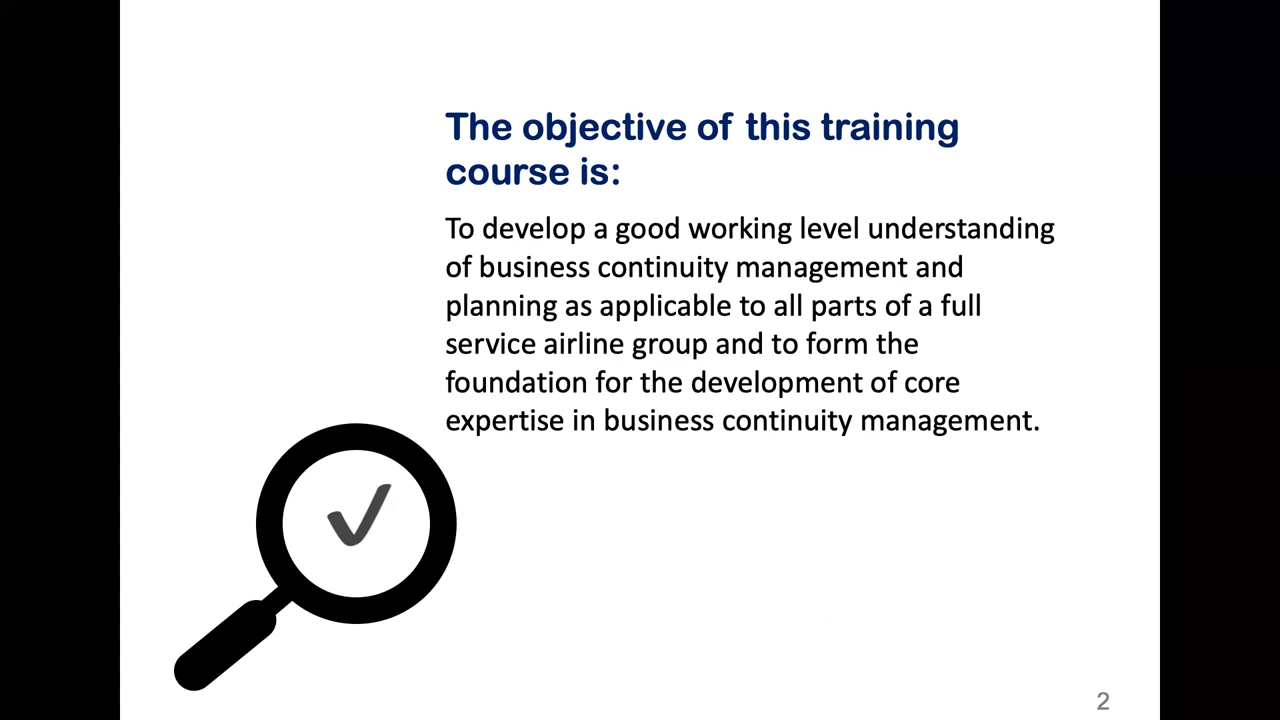 The objective of this training
course is:
To develop a good working level understanding
of business continuity management and
planning as applicable to all parts of a full
service airline group and to form the
foundation for the development of core
expertise in business continuity management.
2